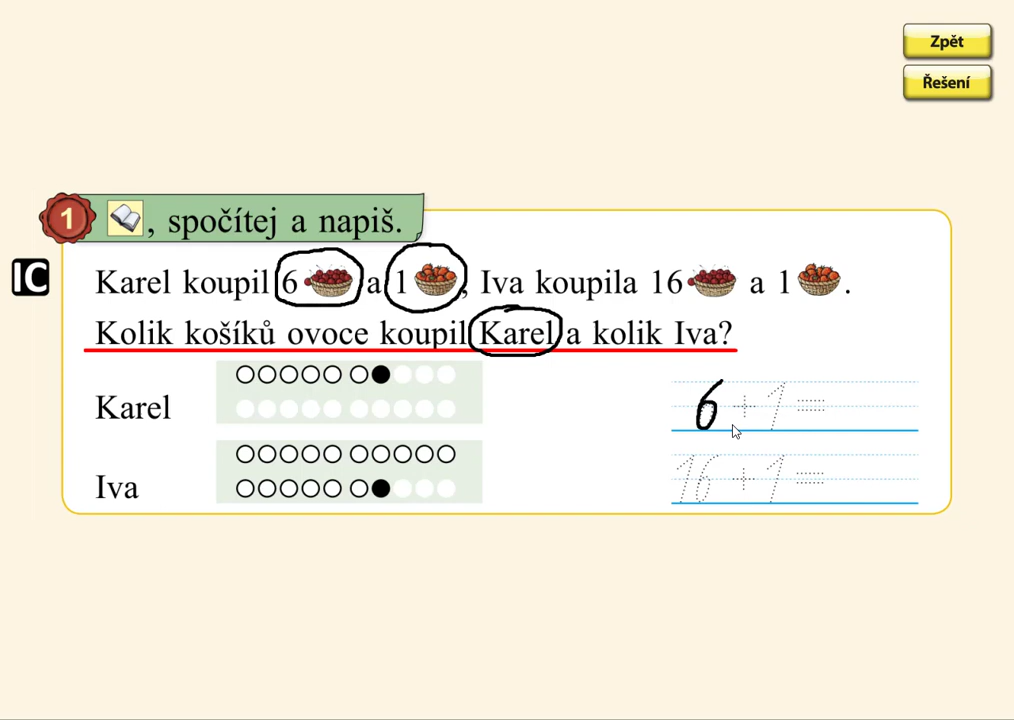 Zpět
Řešení
1 , spočítej a napiš.
IC
Karel koupil 6 a 1 , Iva koupila 16 a 1 .
Kolik košíků ovoce koupil Karel a kolik Iva?
Karel
6 + 1 =
Iva
16 + 1 =